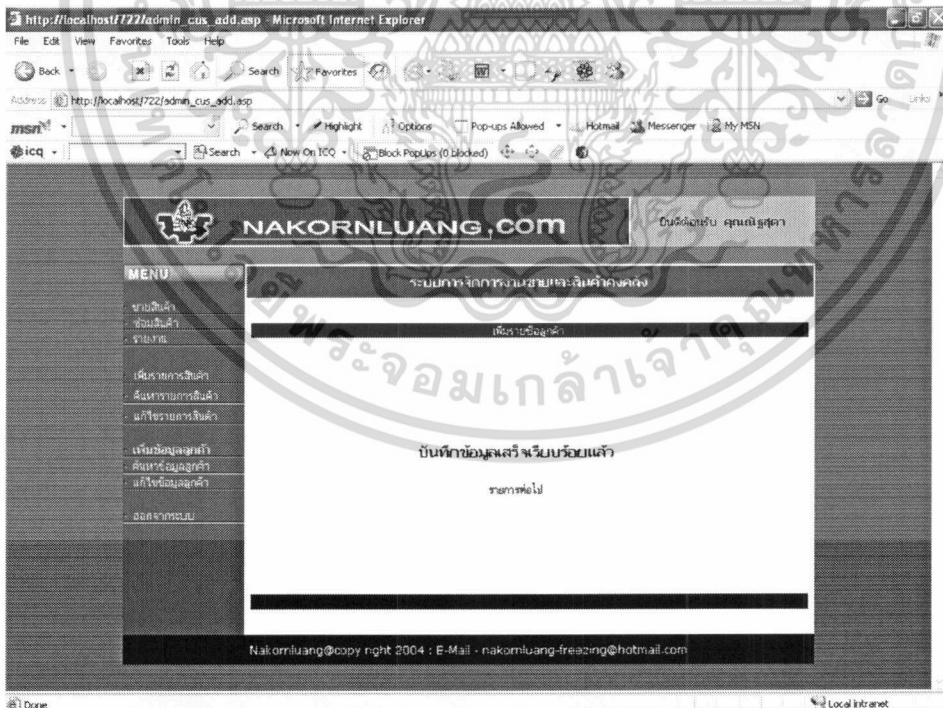 http://localhost/722/admin_cus_add.asp - Microsoft Internet Explorer
File Edit View Favorites Tools Help
Back Search Favorites
Address http://localhost/722/admin_cus_add.asp Go Links
msn Search Highlight Options Pop-ups Allowed Hotmail Messenger My MSN
icq Search Now On ICQ Block PopUps (0 blocked)
NAKORNLUANG.com
ยินดีต้อนรับ คุณณัฐสุดา
MENU
ระบบการจัดการงานขายและสินค้าคงคลัง
- ขายสินค้า
- ซ่อมสินค้า
- รายงาน
เพิ่มรายชื่อลูกค้า
- เพิ่มรายการสินค้า
- ค้นหารายการสินค้า
- แก้ไขรายการสินค้า
- เพิ่มข้อมูลลูกค้า
- ค้นหาข้อมูลลูกค้า
- แก้ไขข้อมูลลูกค้า
- ออกจากระบบ
บันทึกข้อมูลเสร็จเรียบร้อยแล้ว
รายการต่อไป
Nakornluang@copy right 2004 : E-Mail - nakornluang-freezing@hotmail.com
Done Local intranet